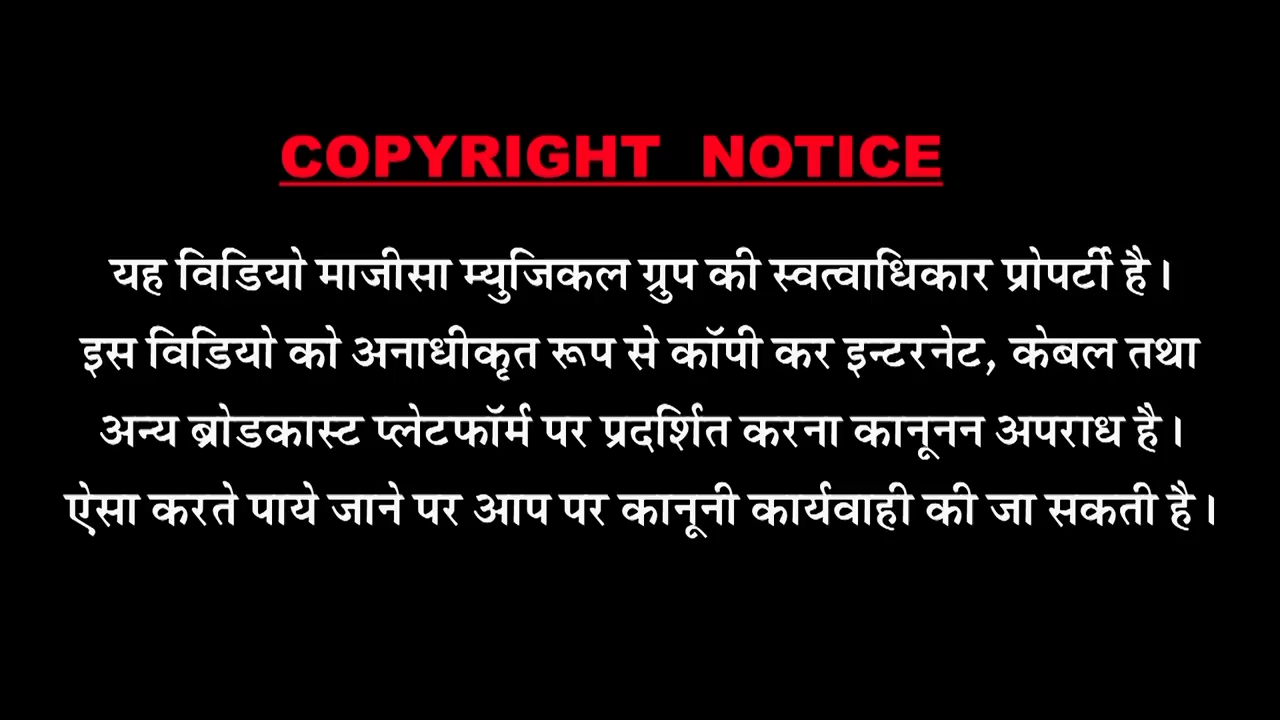 COPYRIGHT NOTICE
यह विडियो माजीसा म्युजिकल ग्रुप की स्वत्वाधिकार प्रोपर्टी है।
इस विडियो को अनाधीकृत रूप से कॉपी कर इन्टरनेट, केबल तथा
अन्य ब्रोडकास्ट प्लेटफॉर्म पर प्रदर्शित करना कानूनन अपराध है।
ऐसा करते पाये जाने पर आप पर कानूनी कार्यवाही की जा सकती है।